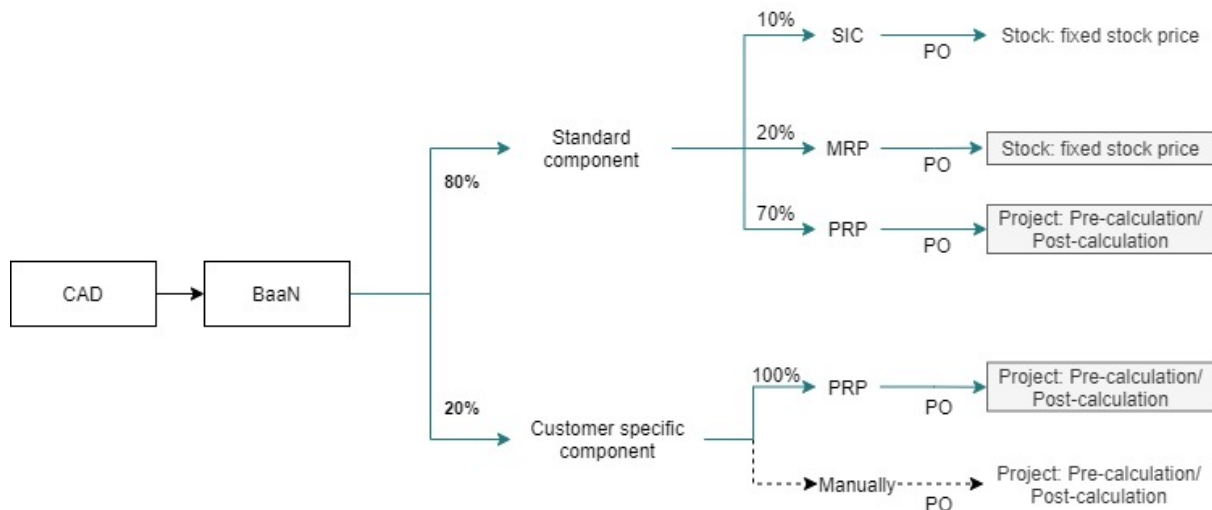 10%
SIC
PO
Stock: fixed stock price
Standard
component
80%
20%
MRP
PO
Stock: fixed stock price
70%
PRP
PO
Project: Pre-calculation/
Post-calculation
CAD
BaaN
20%
Customer specific
component
100%
PRP
PO
Project: Pre-calculation/
Post-calculation
Manually
PO
Project: Pre-calculation/
Post-calculation